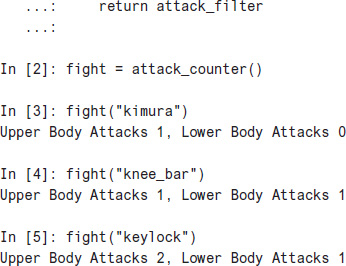 ...:     return attack_filter
...:
In [2]: fight = attack_counter()
In [3]: fight("kimura")
Upper Body Attacks 1, Lower Body Attacks 0
In [4]: fight("knee_bar")
Upper Body Attacks 1, Lower Body Attacks 1
In [5]: fight("keylock")
Upper Body Attacks 2, Lower Body Attacks 1